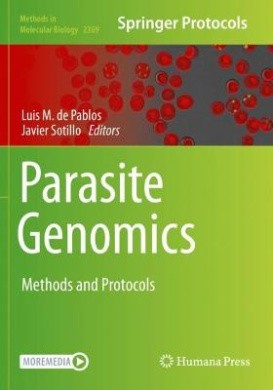 Methods in
Molecular Biology 2369
Springer Protocols
Luis M. de Pablos
Javier Sotillo Editors
Parasite
Genomics
Methods and Protocols
MOREMEDIA
Humana Press